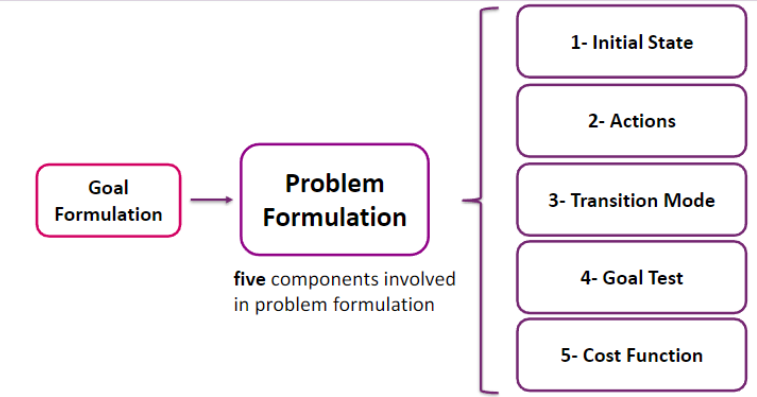 Goal
Formulation
Problem
Formulation
five components involved
in problem formulation
1- Initial State
2- Actions
3- Transition Mode
4- Goal Test
5- Cost Function